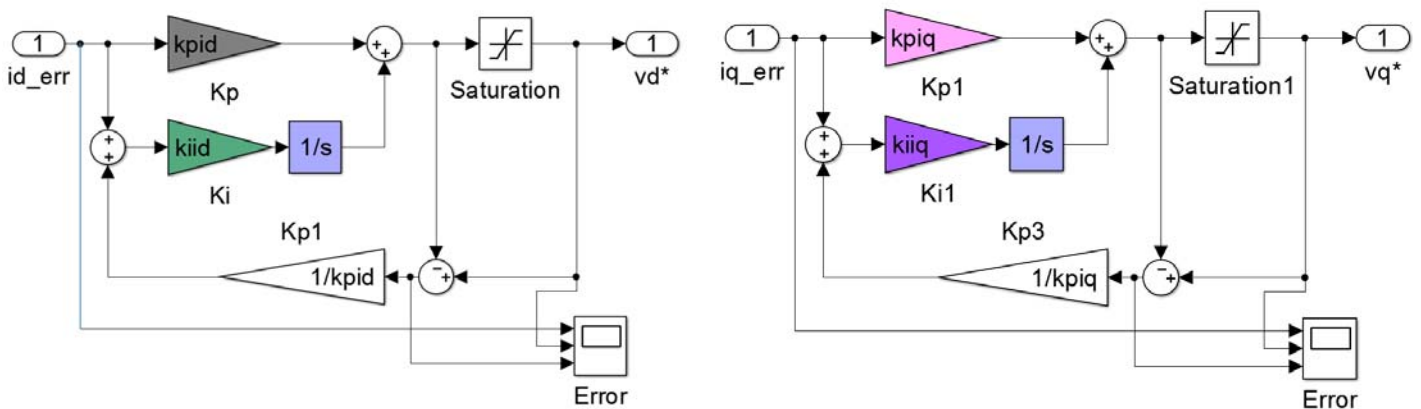 1
id_err
kpid
Kp
+
+
Saturation
1
vd*
+
+
kiid
Ki
1/s
Kp1
1/kpid
−
+
Error
1
iq_err
kpiq
Kp1
+
+
Saturation1
1
vq*
+
+
kiiq
Ki1
1/s
Kp3
1/kpiq
−
+
Error